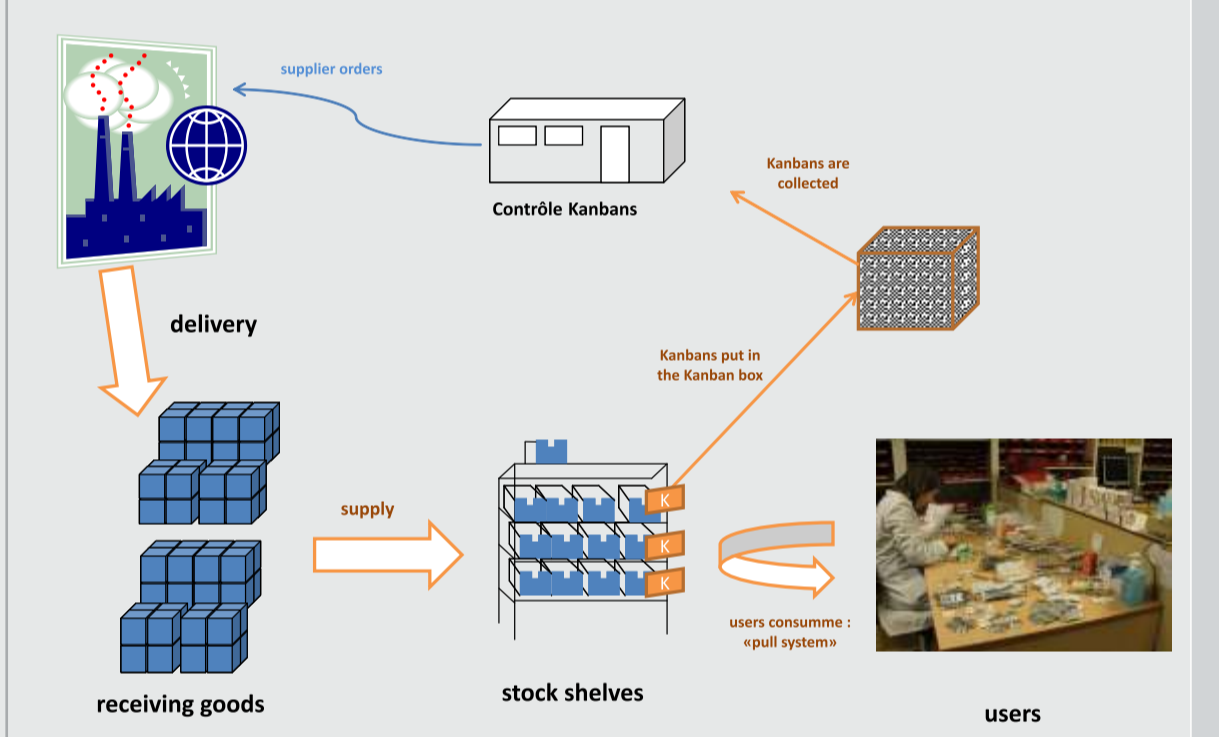 supplier orders
Contrôle Kanbans
Kanbans are
collected
delivery
Kanbans put in
the Kanban box
supply
K
K
K
users consumme :
«pull system»
receiving goods
stock shelves
users